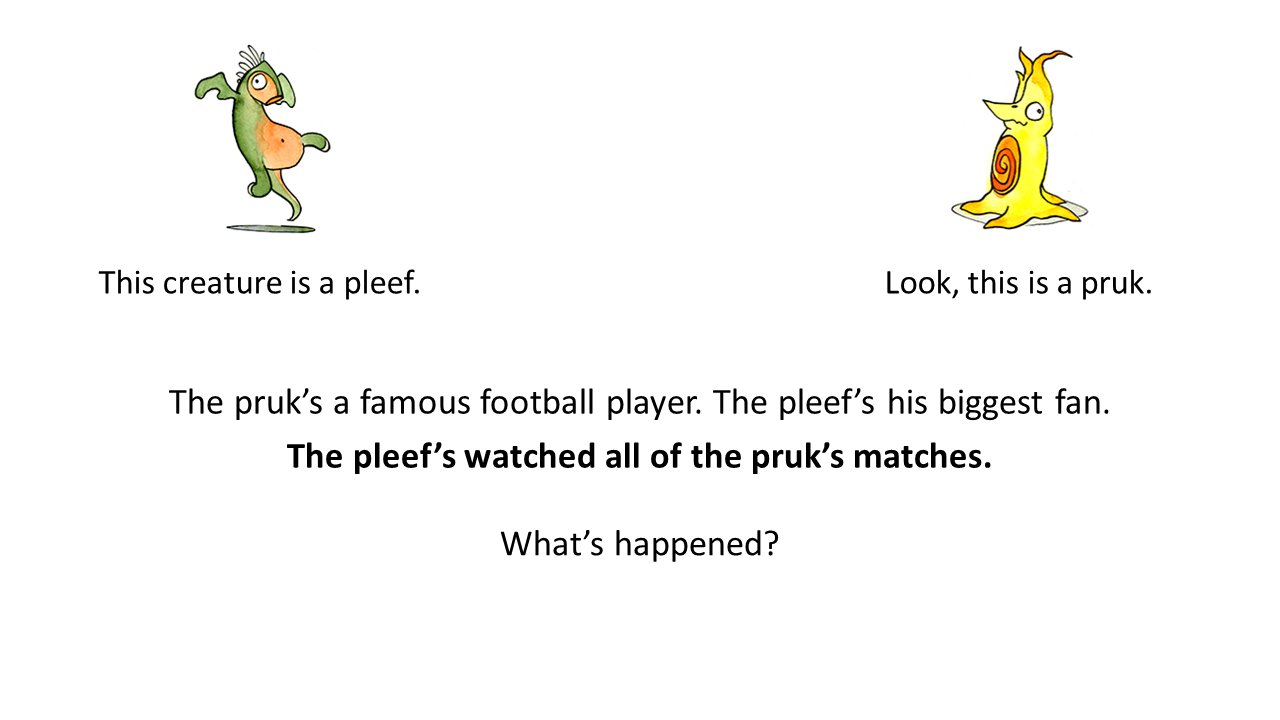 This creature is a pleef.
Look, this is a pruk.
The pruk’s a famous football player. The pleef’s his biggest fan.
The pleef’s watched all of the pruk’s matches.
What’s happened?